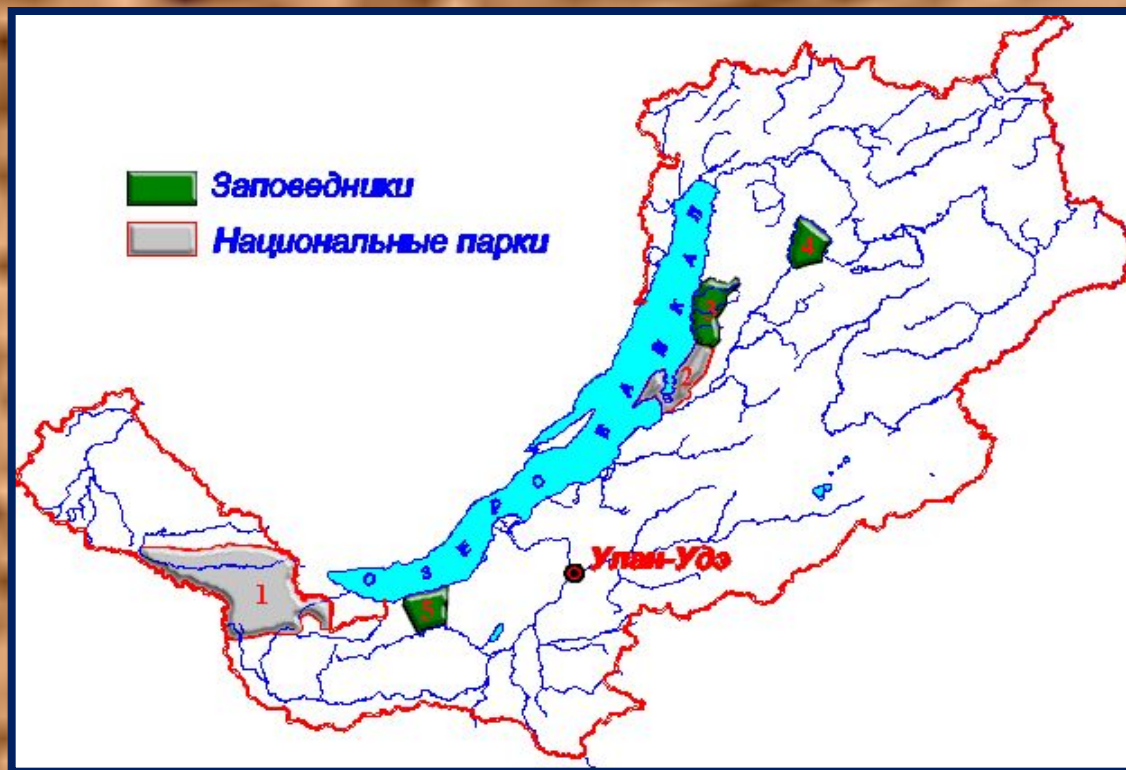 Заповедники
Национальные парки
ОЗЕРО БАЙКАЛ
4
3
2
Улан-Удэ
1
5